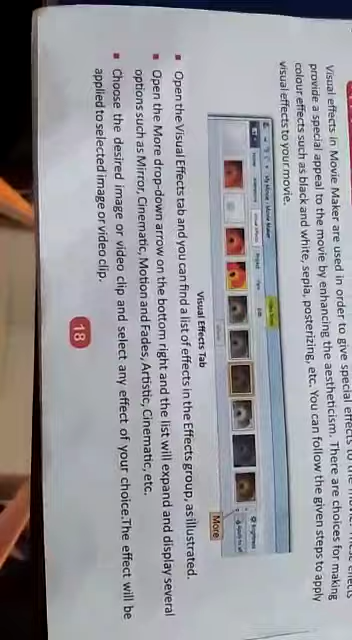 Visual effects in Movie Maker are used in order to give special effects to the
provide a special appeal to the movie by enhancing the aestheticism. There are choices for making
colour effects such as black and white, sepia, posterizing, etc. You can follow the given steps to apply
visual effects to your movie.
More
Visual Effects Tab
▪ Open the Visual Effects tab and you can find a list of effects in the Effects group, as illustrated.
▪ Open the More drop-down arrow on the bottom right and the list will expand and display several
options such as Mirror, Cinematic, Motion and Fades, Artistic, Cinematic, etc.
▪ Choose the desired image or video clip and select any effect of your choice.The effect will be
applied to selected image or video clip.
18